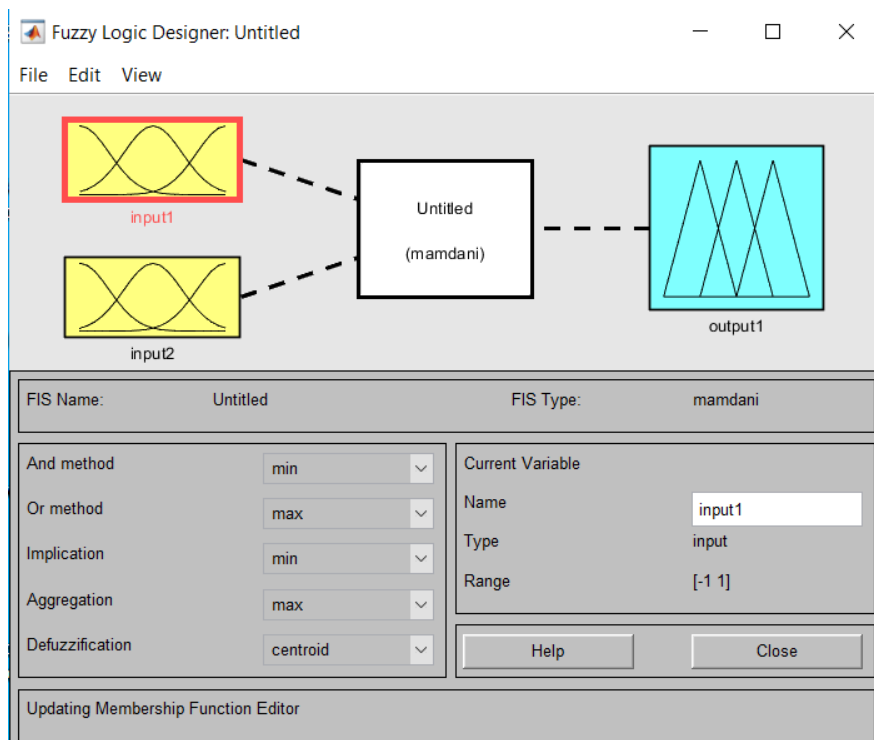 Fuzzy Logic Designer: Untitled
File Edit View
input1
input2
Untitled
(mamdani)
output1
FIS Name: Untitled FIS Type: mamdani
And method min
Or method max
Implication min
Aggregation max
Defuzzification centroid
Current Variable
Name input1
Type input
Range [-1 1]
Help Close
Updating Membership Function Editor